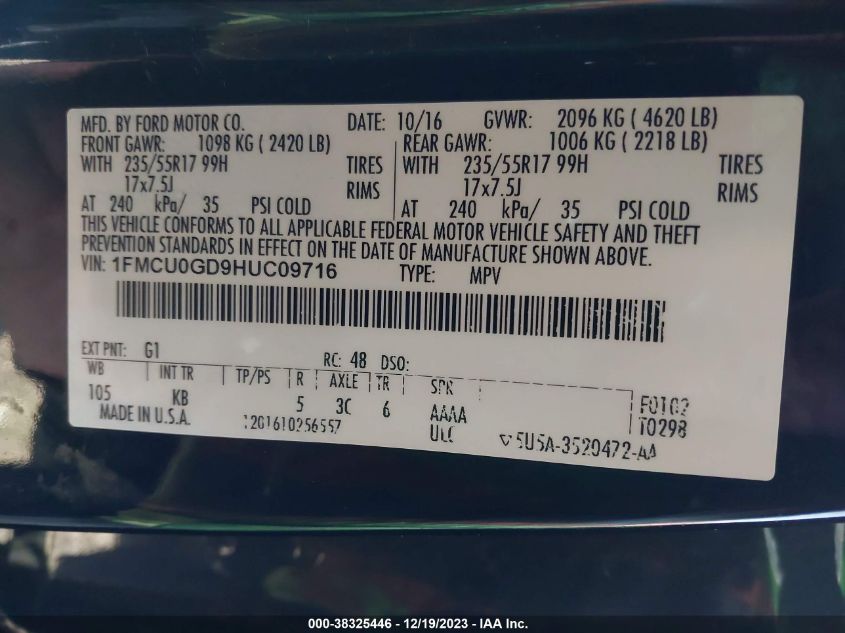 MFD. BY FORD MOTOR CO. DATE: 10/16 GVWR: 2096 KG ( 4620 LB)
FRONT GAWR: 1098 KG ( 2420 LB) REAR GAWR: 1006 KG ( 2218 LB)
WITH 235/55R17 99H TIRES WITH 235/55R17 99H TIRES
17x7.5J RIMS 17x7.5J RIMS
AT 240 kPa/ 35 PSI COLD AT 240 kPa/ 35 PSI COLD
THIS VEHICLE CONFORMS TO ALL APPLICABLE FEDERAL MOTOR VEHICLE SAFETY AND THEFT
PREVENTION STANDARDS IN EFFECT ON THE DATE OF MANUFACTURE SHOWN ABOVE.
VIN: 1FMCU0GD9HUC09716 TYPE: MPV
EXT PNT: G1 RC: 48 DSO:
WB INT TR TP/PS R AXLE TR SPR
105 KB 5 3C 6 AAAA
MADE IN U.S.A. ULC
T0298
5U5A-3520472-AA
000-38325446 - 12/19/2023 - IAA Inc.